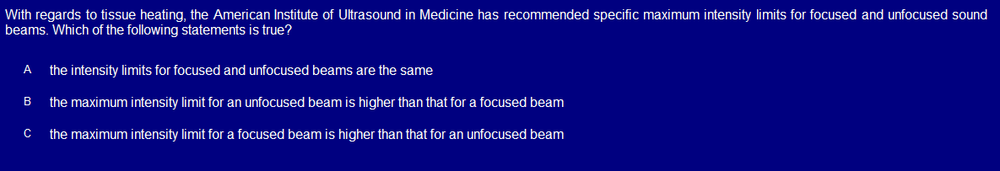 With regards to tissue heating, the American Institute of Ultrasound in Medicine has recommended specific maximum intensity limits for focused and unfocused sound
beams. Which of the following statements is true?
A the intensity limits for focused and unfocused beams are the same
B the maximum intensity limit for an unfocused beam is higher than that for a focused beam
C the maximum intensity limit for a focused beam is higher than that for an unfocused beam